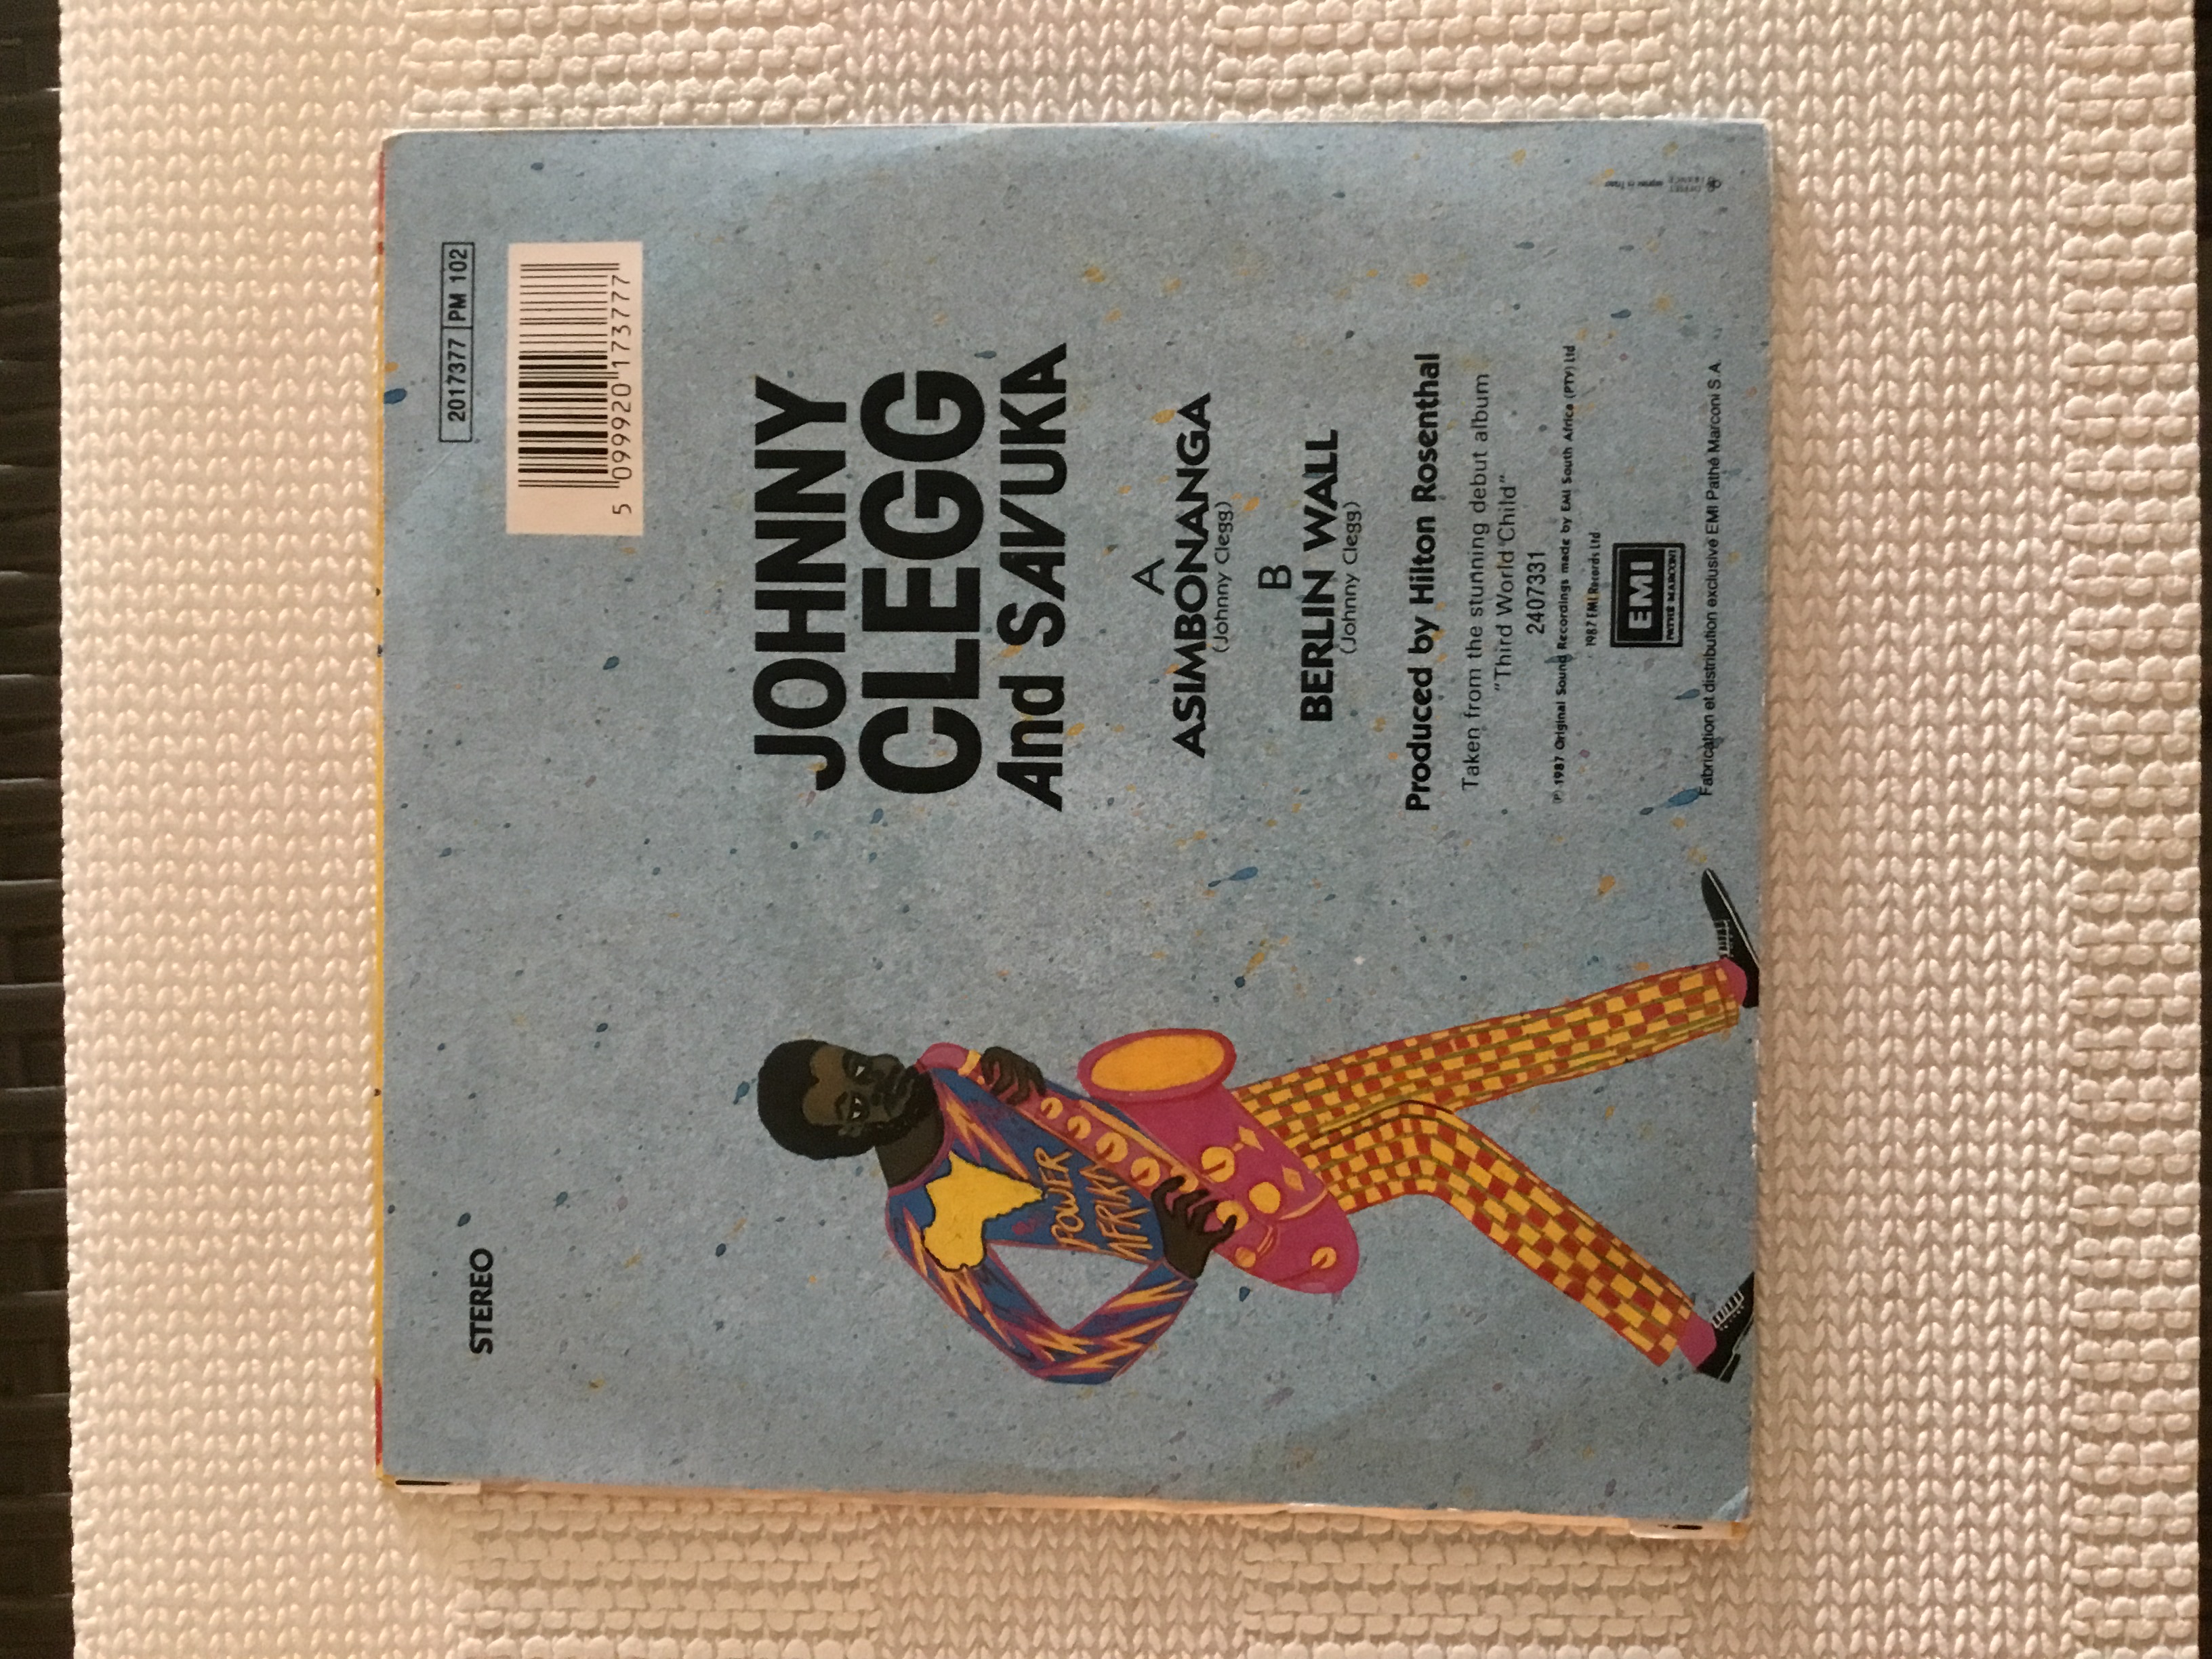 STEREO
2017377 PM 102
5 099920 173777
JOHNNY
CLEGG
And SAVUKA
A
ASIMBONANGA
(Johnny Clegg)
B
BERLIN WALL
(Johnny Clegg)
Produced by Hilton Rosenthal
Taken from the stunning debut album
"Third World Child"
2407331
℗ 1987 Original Sound Recordings made by EMI South Africa (PTY) Ltd
1987 EMI Records Ltd
EMI
PATHÉ MARCONI
Fabrication et distribution exclusive EMI Pathé Marconi S.A.
POWER
AFRIKA